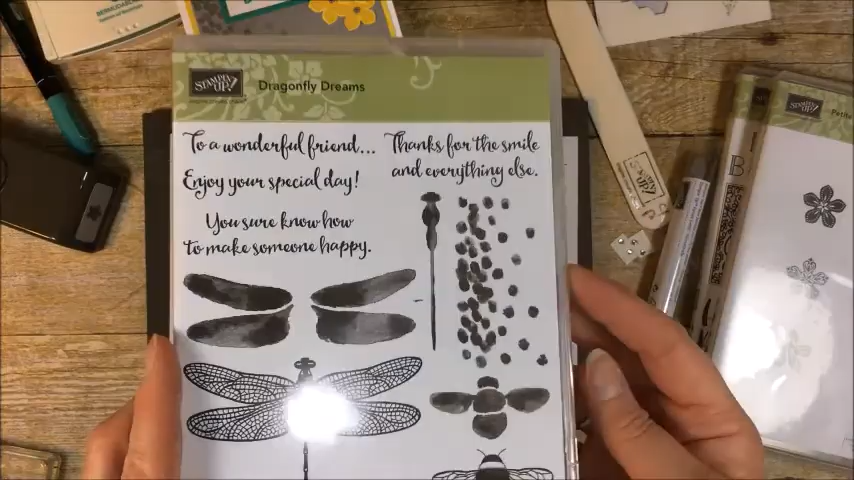 STAMPIN' UP!
Dragonfly Dreams
To a wonderful friend...
Enjoy your special day!
You sure know how
to make someone happy.
Thanks for the smile
and everything else.
STAMPIN' UP!
Petite
B